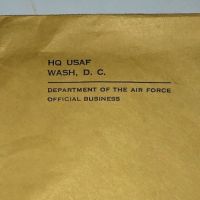 HQ USAF
WASH, D. C.
DEPARTMENT OF THE AIR FORCE
OFFICIAL BUSINESS